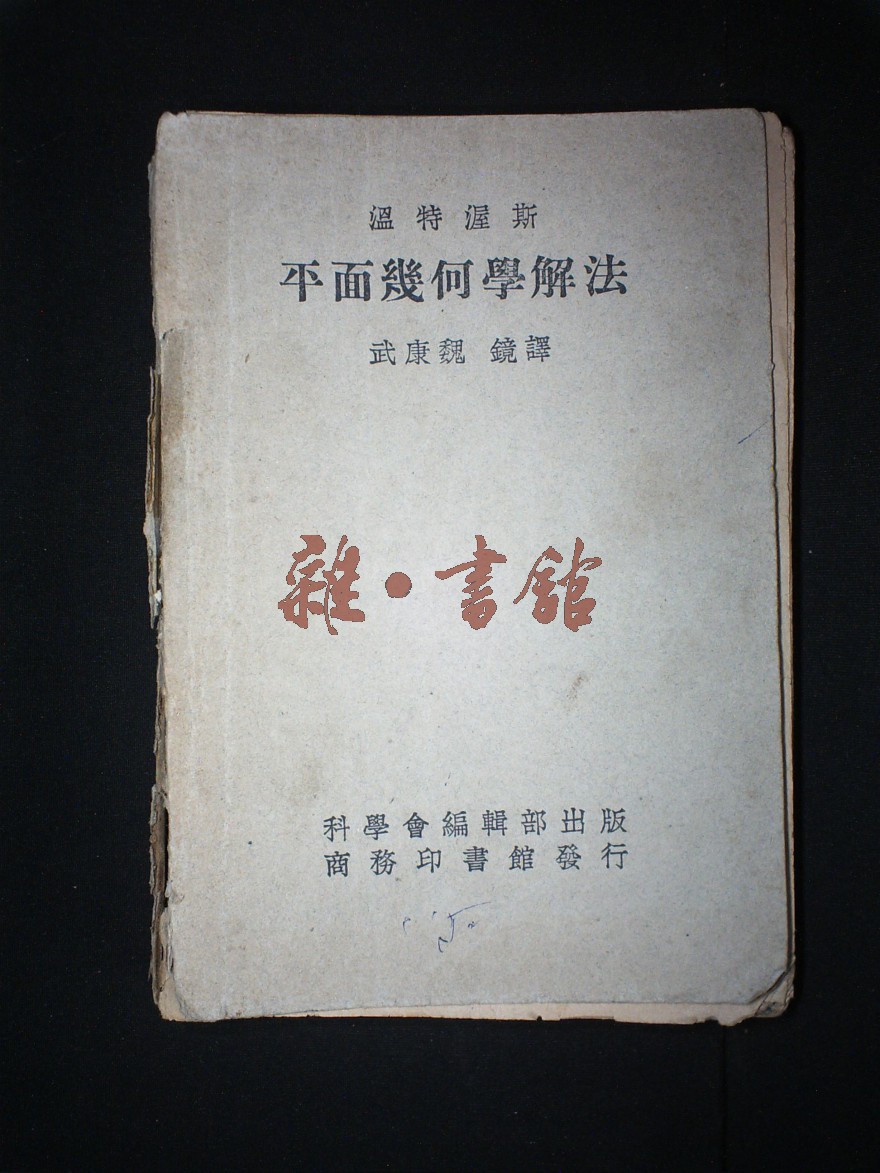 溫特渥斯
平面幾何學解法
武康魏 鏡譯
雜·書館
科學會編輯部出版
商務印書館發行